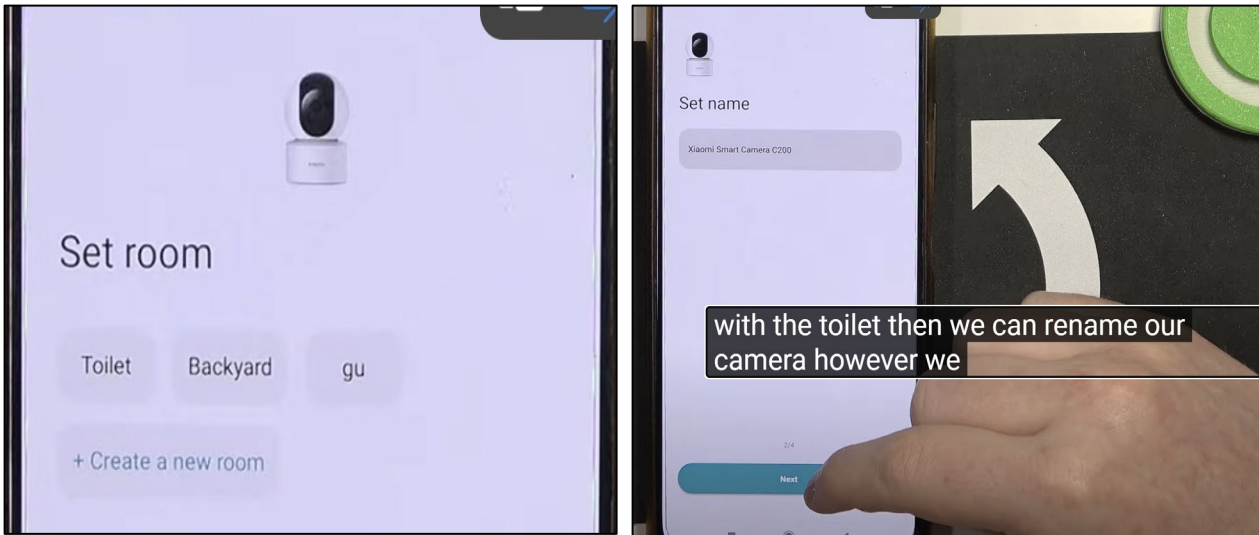 Set room
Toilet
Backyard
gu
+ Create a new room
Set name
Xiaomi Smart Camera C200
with the toilet then we can rename our
camera however we
2/4
Next